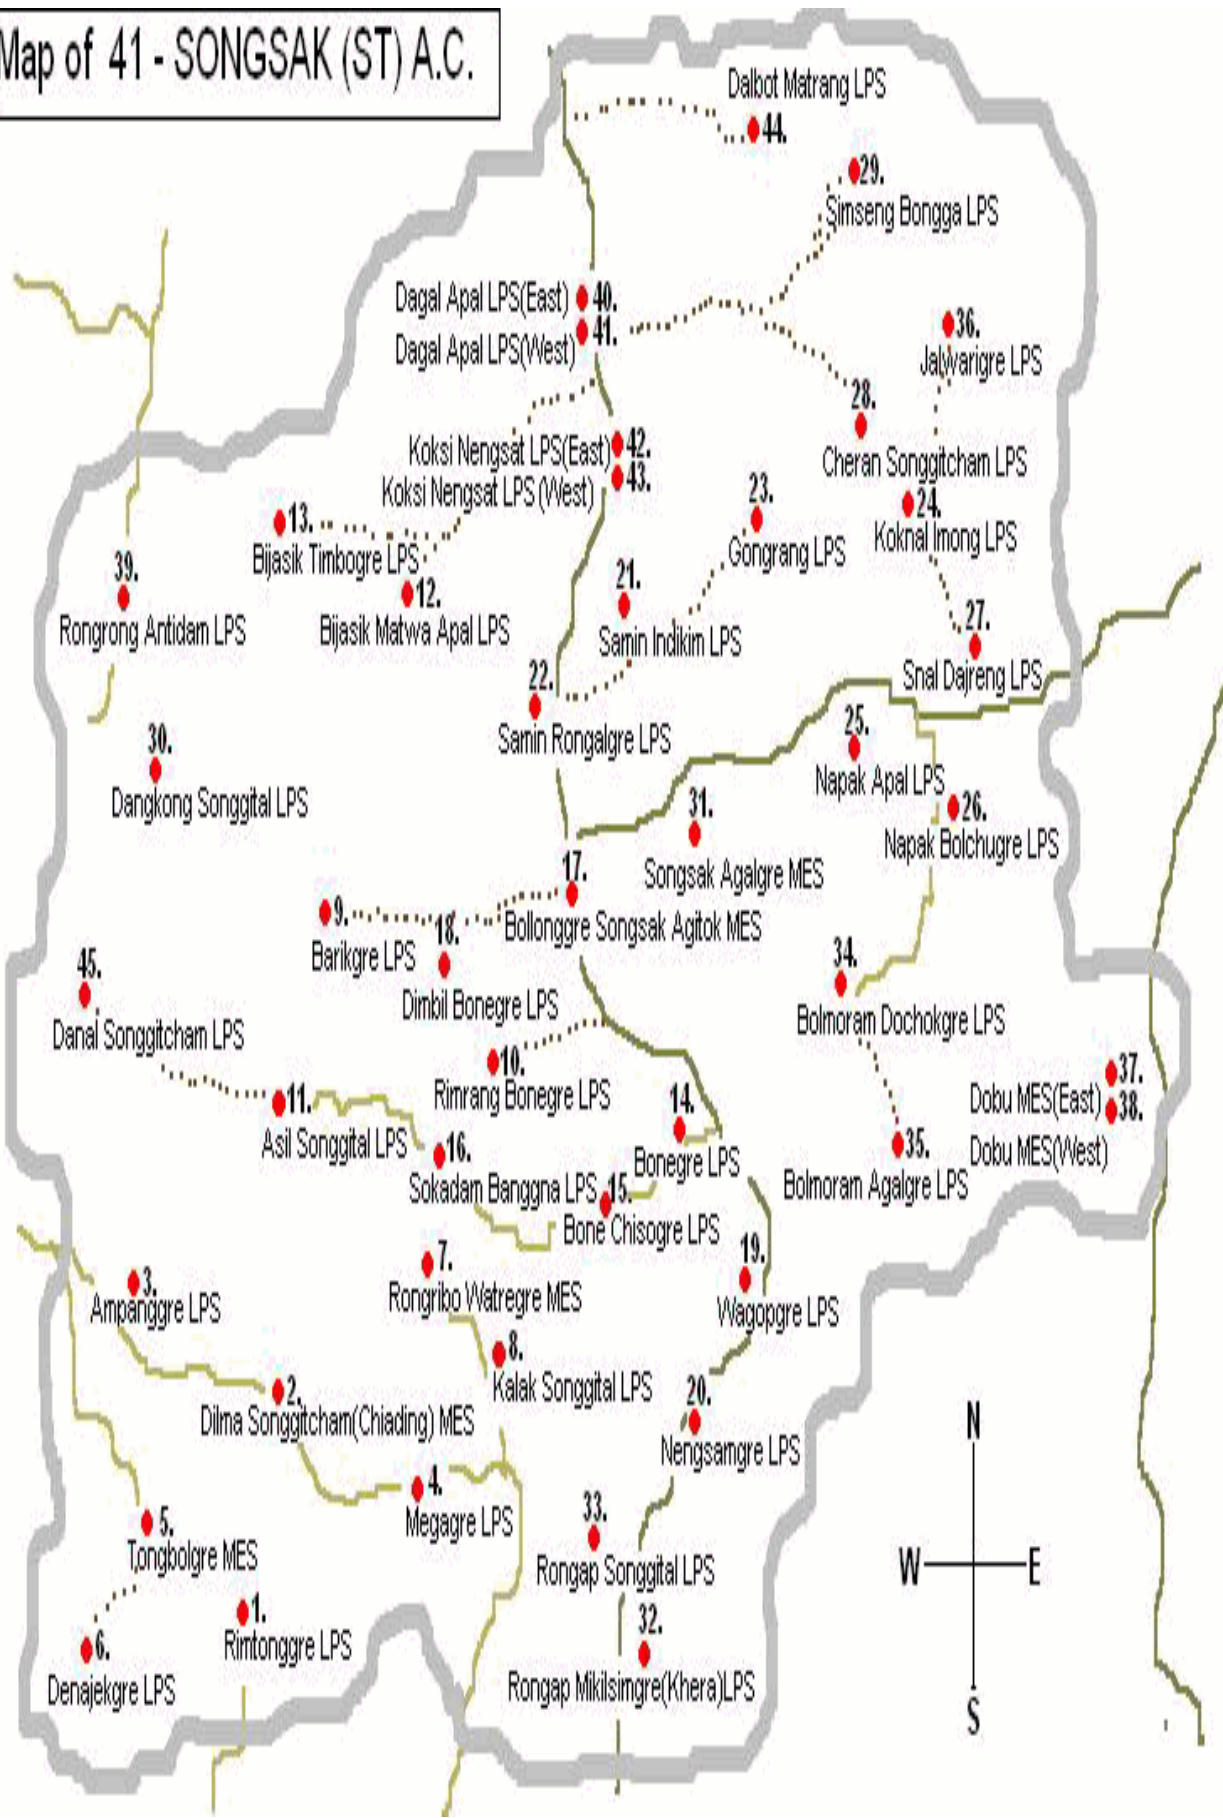 Map of 41 - SONGSAK (ST) A.C.
Dalbot Matrang LPS
44.
29.
Simseng Bongga LPS
Dagal Apal LPS(East)
40.
Dagal Apal LPS(West)
41.
36.
Jalwarigre LPS
28.
Cheran Songgitcham LPS
Koksi Nengsat LPS(East)
42.
Koksi Nengsat LPS (West)
43.
23.
Gongrang LPS
24.
Koknal Imong LPS
13.
Bijasik Timbogre LPS
12.
Bijasik Matwa Apal LPS
39.
Rongrong Antidam LPS
21.
Samin Indikim LPS
27.
Snal Dajreng LPS
22.
Samin Rongalgre LPS
30.
Dangkong Songgital LPS
25.
Napak Apal LPS
26.
Napak Bolchugre LPS
31.
Songsak Agalgre MES
17.
Bollonggre Songsak Agitok MES
9.
Barikgre LPS
18.
Dimbil Bonegre LPS
45.
Danal Songgitcham LPS
34.
Bolmoram Dochokgre LPS
10.
Rimrang Bonegre LPS
37.
Dobu MES(East)
38.
Dobu MES(West)
11.
Asil Songgital LPS
14.
Bonegre LPS
35.
Bolmoram Agalgre LPS
16.
Sokadam Banggna LPS
15.
Bone Chisogre LPS
7.
Rongribo Watregre MES
19.
Wagopgre LPS
3.
Ampanggre LPS
8.
Kalak Songgital LPS
2.
Dilma Songgitcham(Chiading) MES
20.
Nengsamgre LPS
4.
Megagre LPS
5.
Tongbolgre MES
33.
Rongap Songgital LPS
1.
Rimtonggre LPS
6.
Denajekgre LPS
32.
Rongap Mikilsimgre(Khera)LPS
N
W
E
S